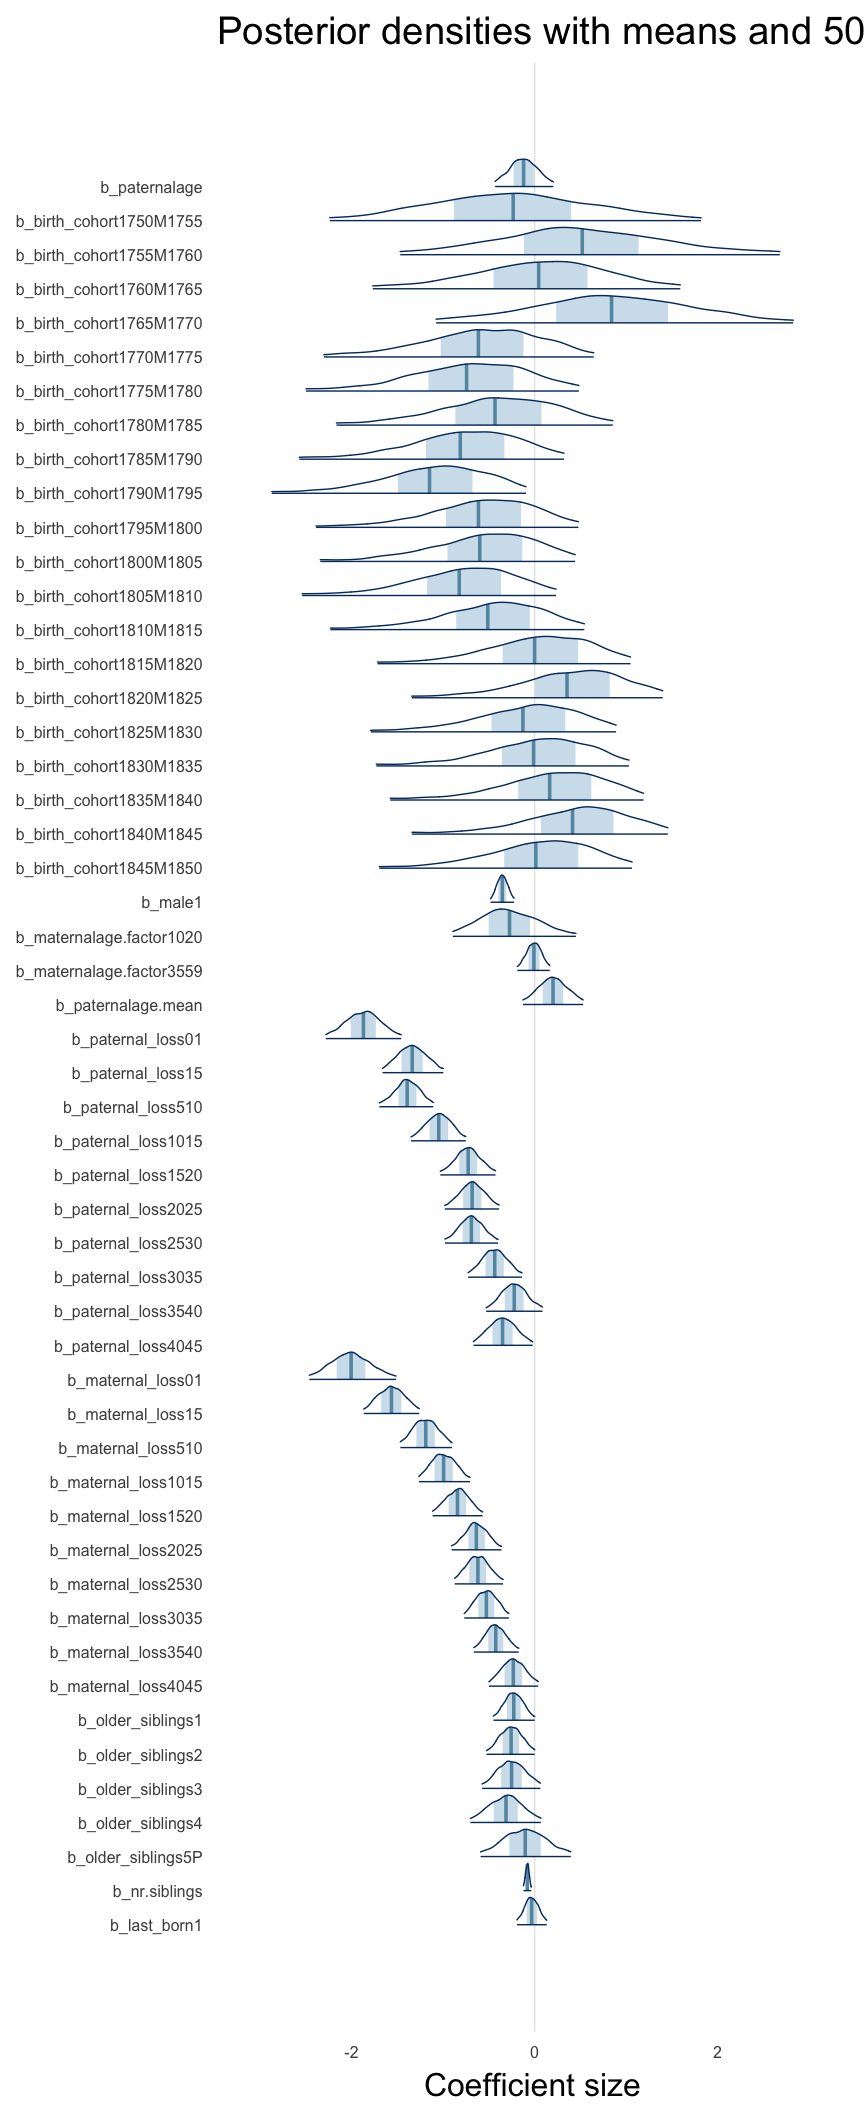 Posterior densities with means and 50
b_paternalage
b_birth_cohort1750M1755
b_birth_cohort1755M1760
b_birth_cohort1760M1765
b_birth_cohort1765M1770
b_birth_cohort1770M1775
b_birth_cohort1775M1780
b_birth_cohort1780M1785
b_birth_cohort1785M1790
b_birth_cohort1790M1795
b_birth_cohort1795M1800
b_birth_cohort1800M1805
b_birth_cohort1805M1810
b_birth_cohort1810M1815
b_birth_cohort1815M1820
b_birth_cohort1820M1825
b_birth_cohort1825M1830
b_birth_cohort1830M1835
b_birth_cohort1835M1840
b_birth_cohort1840M1845
b_birth_cohort1845M1850
b_male1
b_maternalage.factor1020
b_maternalage.factor3559
b_paternalage.mean
b_paternal_loss01
b_paternal_loss15
b_paternal_loss510
b_paternal_loss1015
b_paternal_loss1520
b_paternal_loss2025
b_paternal_loss2530
b_paternal_loss3035
b_paternal_loss3540
b_paternal_loss4045
b_maternal_loss01
b_maternal_loss15
b_maternal_loss510
b_maternal_loss1015
b_maternal_loss1520
b_maternal_loss2025
b_maternal_loss2530
b_maternal_loss3035
b_maternal_loss3540
b_maternal_loss4045
b_older_siblings1
b_older_siblings2
b_older_siblings3
b_older_siblings4
b_older_siblings5P
b_nr.siblings
b_last_born1
-2 0 2
Coefficient size